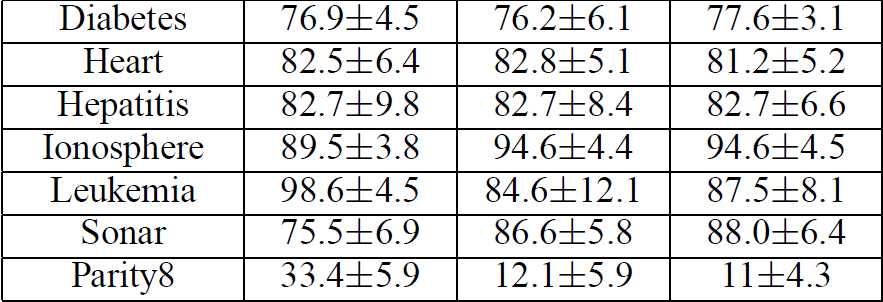 Diabetes 76.9±4.5 76.2±6.1 77.6±3.1
Heart 82.5±6.4 82.8±5.1 81.2±5.2
Hepatitis 82.7±9.8 82.7±8.4 82.7±6.6
Ionosphere 89.5±3.8 94.6±4.4 94.6±4.5
Leukemia 98.6±4.5 84.6±12.1 87.5±8.1
Sonar 75.5±6.9 86.6±5.8 88.0±6.4
Parity8 33.4±5.9 12.1±5.9 11±4.3